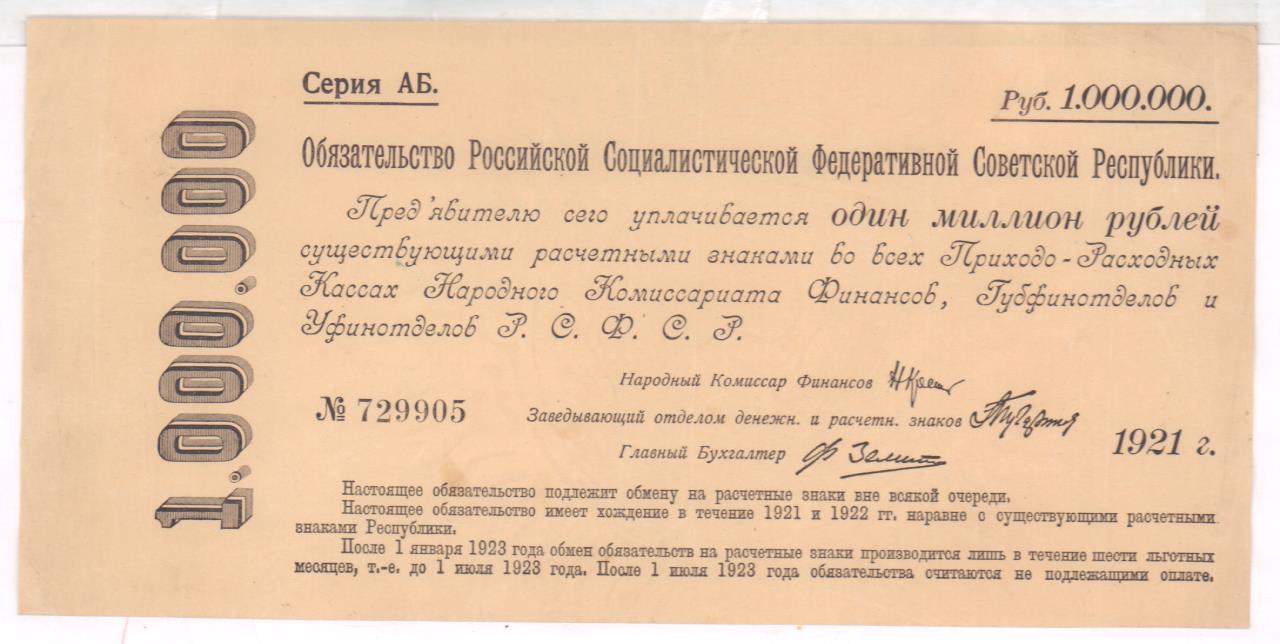 Серия АБ.
Руб. 1.000.000.
1.000.000
Обязательство Российской Социалистической Федеративной Советской Республики.
Пред'явителю сего уплачивается один миллион рублей
существующими расчетными знаками во всех Приходо-Расходных
Кассах Народного Комиссариата Финансов, Губфинотделов и
Уфинотделов Р. С. Ф. С. Р.
Народный Комиссар Финансов
№ 729905
Заведывающий отделом денежн. и расчетн. знаков
1921 г.
Главный Бухгалтер
Настоящее обязательство подлежит обмену на расчетные знаки вне всякой очереди.
Настоящее обязательство имеет хождение в течение 1921 и 1922 гг. наравне с существующими расчетными
знаками Республики.
После 1 января 1923 года обмен обязательств на расчетные знаки производится лишь в течение шести льготных
месяцев, т.-е. до 1 июля 1923 года. После 1 июля 1923 года обязательства считаются не подлежащими оплате.